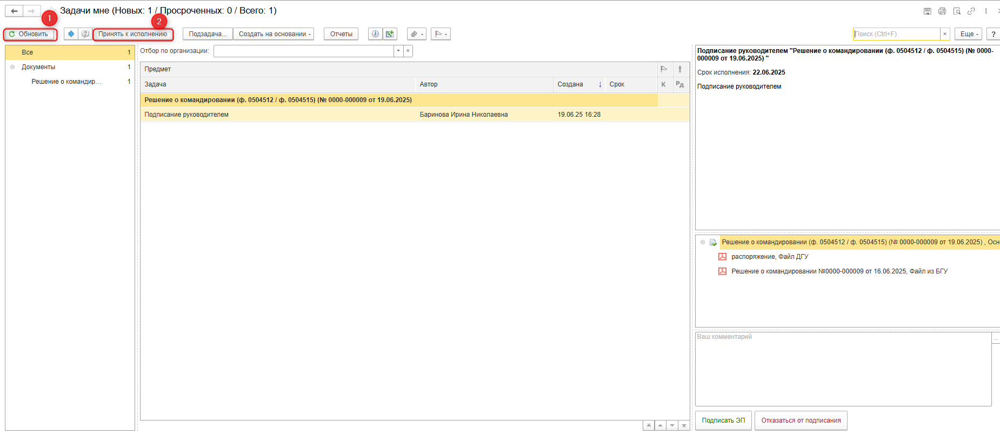 Задачи мне (Новых: 1 / Просроченных: 0 / Всего: 1)
1
2
Обновить
Принять к исполнению
Подзадача...
Создать на основании
Отчеты
Поиск (Ctrl+F)
×
Еще
?
Все 1
Документы 1
Решение о командир... 1
Отбор по организации:
×
Предмет
Задача Автор Создана ↓ Срок К Рд
Решение о командировании (ф. 0504512 / ф. 0504515) (№ 0000-000009 от 19.06.2025)
Подписание руководителем Баринова Ирина Николаевна 19.06.25 16:28
Подписание руководителем "Решение о командировании (ф. 0504512 / ф. 0504515) (№ 0000-
000009 от 19.06.2025) "
Срок исполнения: 22.06.2025
Подписание руководителем
Решение о командировании (ф. 0504512 / ф. 0504515) (№ 0000-000009 от 19.06.2025) , Осн
распоряжение, Файл ДГУ
Решение о командировании №0000-000009 от 16.06.2025, Файл из БГУ
Ваш комментарий
...
Подписать ЭП
Отказаться от подписания